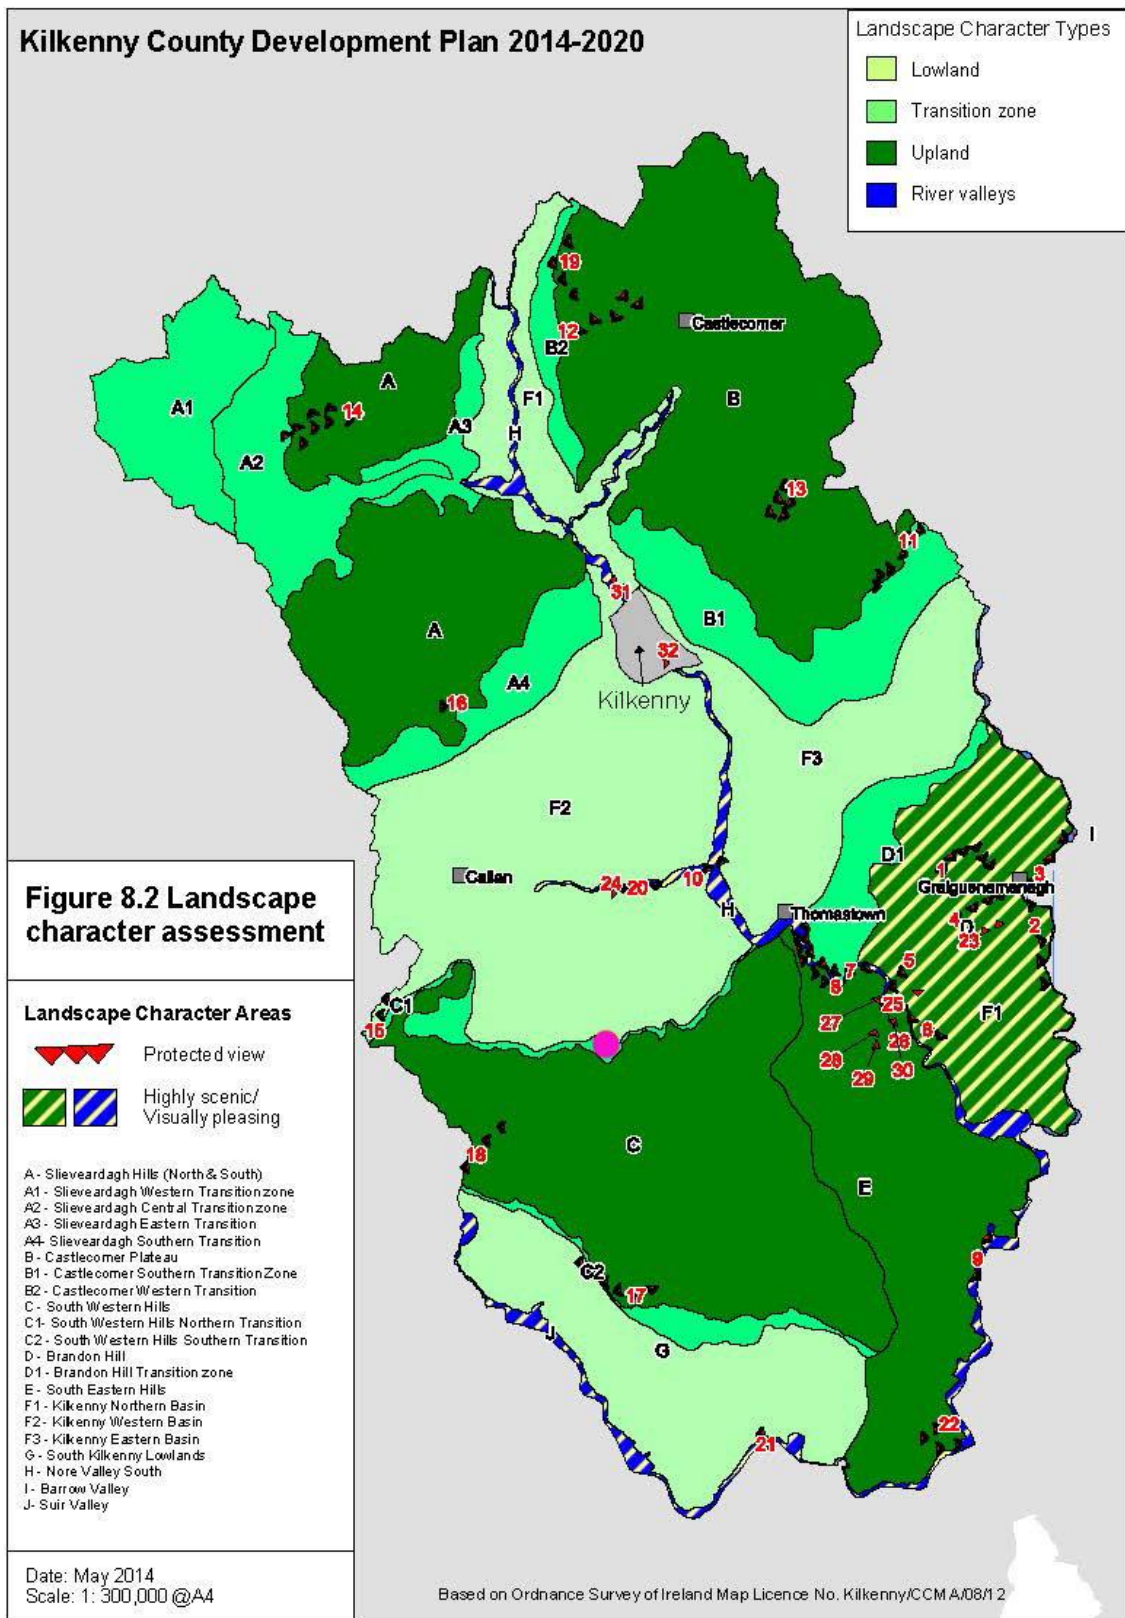 Kilkenny County Development Plan 2014-2020
Landscape Character Types
Lowland
Transition zone
Upland
River valleys
19
12
B2
Castlecomer
A
A1
14
F1
B
A3
H
A2
13
11
31
B1
A
32
A4
Kilkenny
16
F3
F2
I
D1
1
3
Callan
10
Graiguenamanagh
24
20
H
Thomastown
4
D
2
23
5
7
8
25
C1
15
27
F1
6
26
28
29
30
C
18
E
9
C2
17
J
G
22
21
Figure 8.2 Landscape
character assessment
Landscape Character Areas
Protected view
Highly scenic/
Visually pleasing
A - Slieveardagh Hills (North & South)
A1 - Slieveardagh Western Transition zone
A2 - Slieveardagh Central Transition zone
A3 - Slieveardagh Eastern Transition
A4- Slieveardagh Southern Transition
B - Castlecomer Plateau
B1 - Castlecomer Southern Transition Zone
B2 - Castlecomer Western Transition
C - South Western Hills
C1- South Western Hills Northern Transition
C2 - South Western Hills Southern Transition
D - Brandon Hill
D1 - Brandon Hill Transition zone
E - South Eastern Hills
F1 - Kilkenny Northern Basin
F2 - Kilkenny Western Basin
F3 - Kilkenny Eastern Basin
G - South Kilkenny Lowlands
H - Nore Valley South
I - Barrow Valley
J- Suir Valley
Date: May 2014
Scale: 1: 300,000 @A4
Based on Ordnance Survey of Ireland Map Licence No. Kilkenny/CCMA/08/12